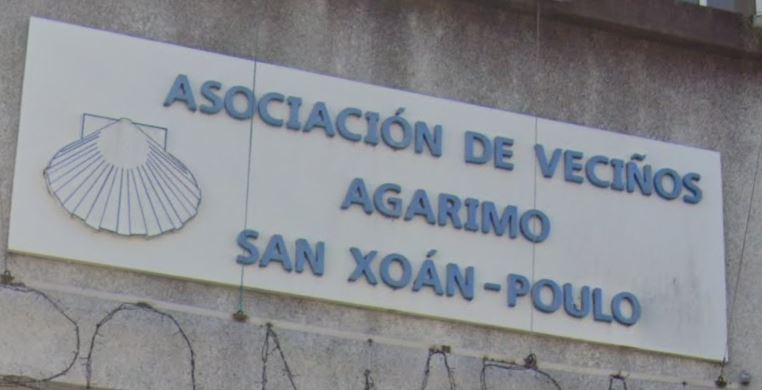 ASOCIACIÓN DE VECIÑOS
AGARIMO
SAN XOÁN-POULO